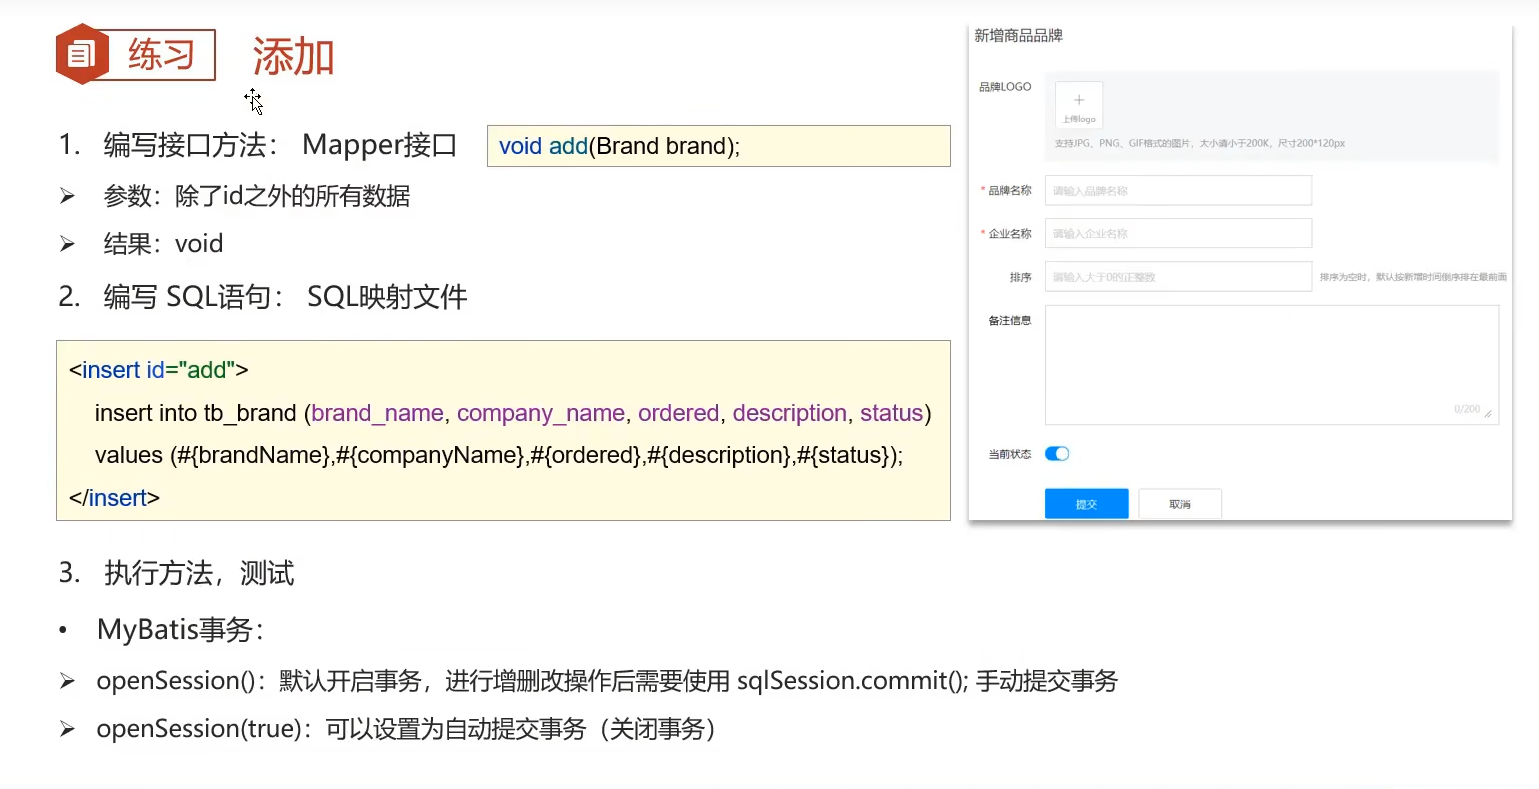 练习 添加
1. 编写接口方法： Mapper接口
void add(Brand brand);
➢ 参数：除了id之外的所有数据
➢ 结果：void
2. 编写 SQL语句： SQL映射文件
<insert id="add">
insert into tb_brand (brand_name, company_name, ordered, description, status)
values (#{brandName},#{companyName},#{ordered},#{description},#{status});
</insert>
3. 执行方法，测试
• MyBatis事务：
➢ openSession()：默认开启事务，进行增删改操作后需要使用 sqlSession.commit(); 手动提交事务
➢ openSession(true)：可以设置为自动提交事务（关闭事务）
新增商品品牌
品牌LOGO
+
上传logo
支持JPG、PNG、GIF格式的图片，大小请小于200K，尺寸200*120px
* 品牌名称 请输入品牌名称
* 企业名称 请输入企业名称
排序 请输入大于0的正整数 排序为空时，默认按新增时间倒序排在最前面
备注信息
0/200
当前状态
提交 取消